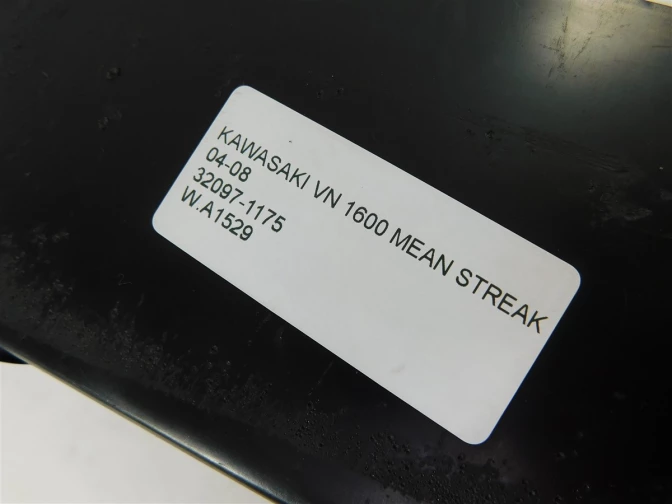 KAWASAKI VN 1600 MEAN STREAK
04-08
32097-1175
W.A1529